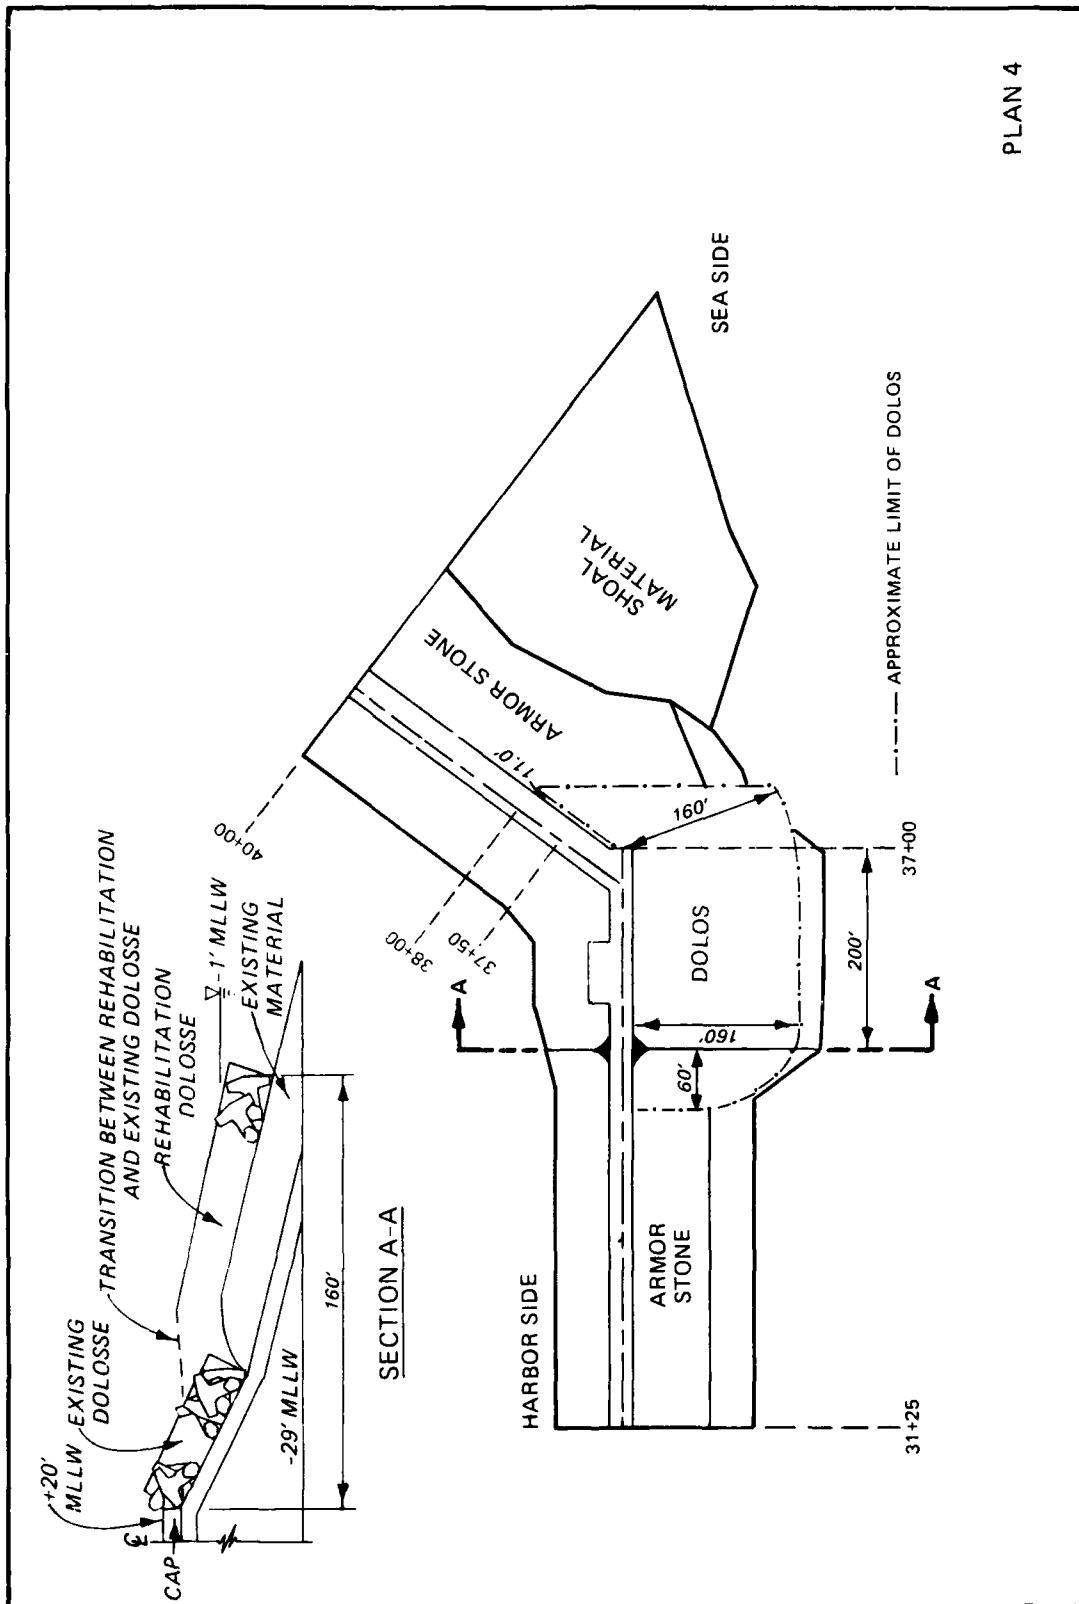 +20'
MLLW
EXISTING
DOLOSSE
TRANSITION BETWEEN REHABILITATION
AND EXISTING DOLOSSE
REHABILITATION
DOLOSSE
-1' MLLW
EXISTING
MATERIAL
℄
CAP
-29' MLLW
160'
SECTION A-A
40+00
38+00
37+50
A
HARBOR SIDE
ARMOR STONE
11.0'
SHOAL
MATERIAL
SEA SIDE
160'
ARMOR
STONE
60'
160'
DOLOS
200'
A
31+25
37+00
APPROXIMATE LIMIT OF DOLOS
PLAN 4